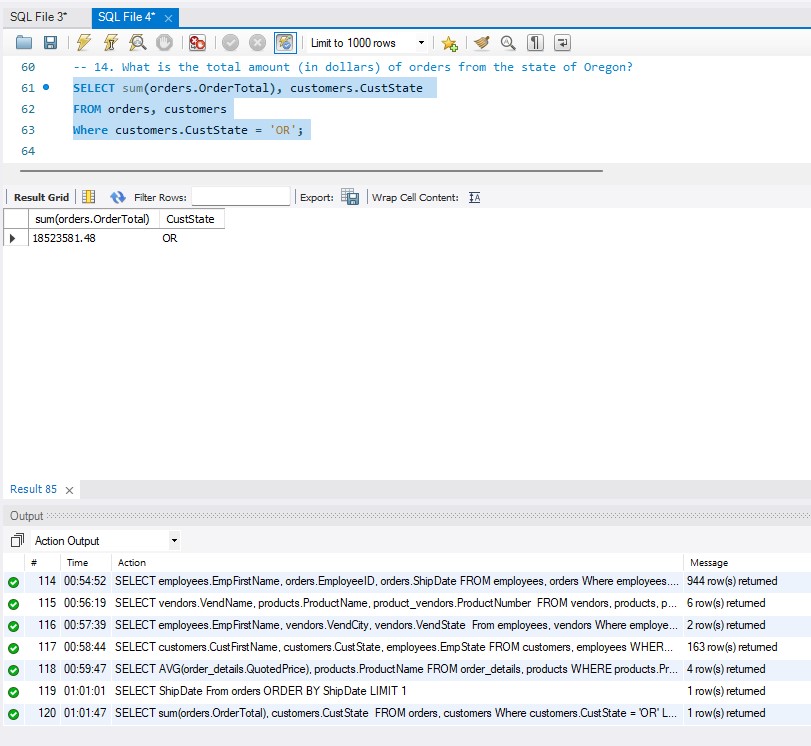 SQL File 3* SQL File 4*
Limit to 1000 rows
60 -- 14. What is the total amount (in dollars) of orders from the state of Oregon?
61 SELECT sum(orders.OrderTotal), customers.CustState
62 FROM orders, customers
63 Where customers.CustState = 'OR';
64
Result Grid Filter Rows: Export: Wrap Cell Content:
sum(orders.OrderTotal) CustState
18523581.48 OR
Result 85
Output
Action Output
# Time Action Message
114 00:54:52 SELECT employees.EmpFirstName, orders.EmployeeID, orders.ShipDate FROM employees, orders Where employees.... 944 row(s) returned
115 00:56:19 SELECT vendors.VendName, products.ProductName, product_vendors.ProductNumber FROM vendors, products, p... 6 row(s) returned
116 00:57:39 SELECT employees.EmpFirstName, vendors.VendCity, vendors.VendState From employees, vendors Where employe... 2 row(s) returned
117 00:58:44 SELECT customers.CustFirstName, customers.CustState, employees.EmpState FROM customers, employees WHER... 163 row(s) returned
118 00:59:47 SELECT AVG(order_details.QuotedPrice), products.ProductName FROM order_details, products WHERE products.Pr... 4 row(s) returned
119 01:01:01 SELECT ShipDate From orders ORDER BY ShipDate LIMIT 1 1 row(s) returned
120 01:01:47 SELECT sum(orders.OrderTotal), customers.CustState FROM orders, customers Where customers.CustState = 'OR' L... 1 row(s) returned